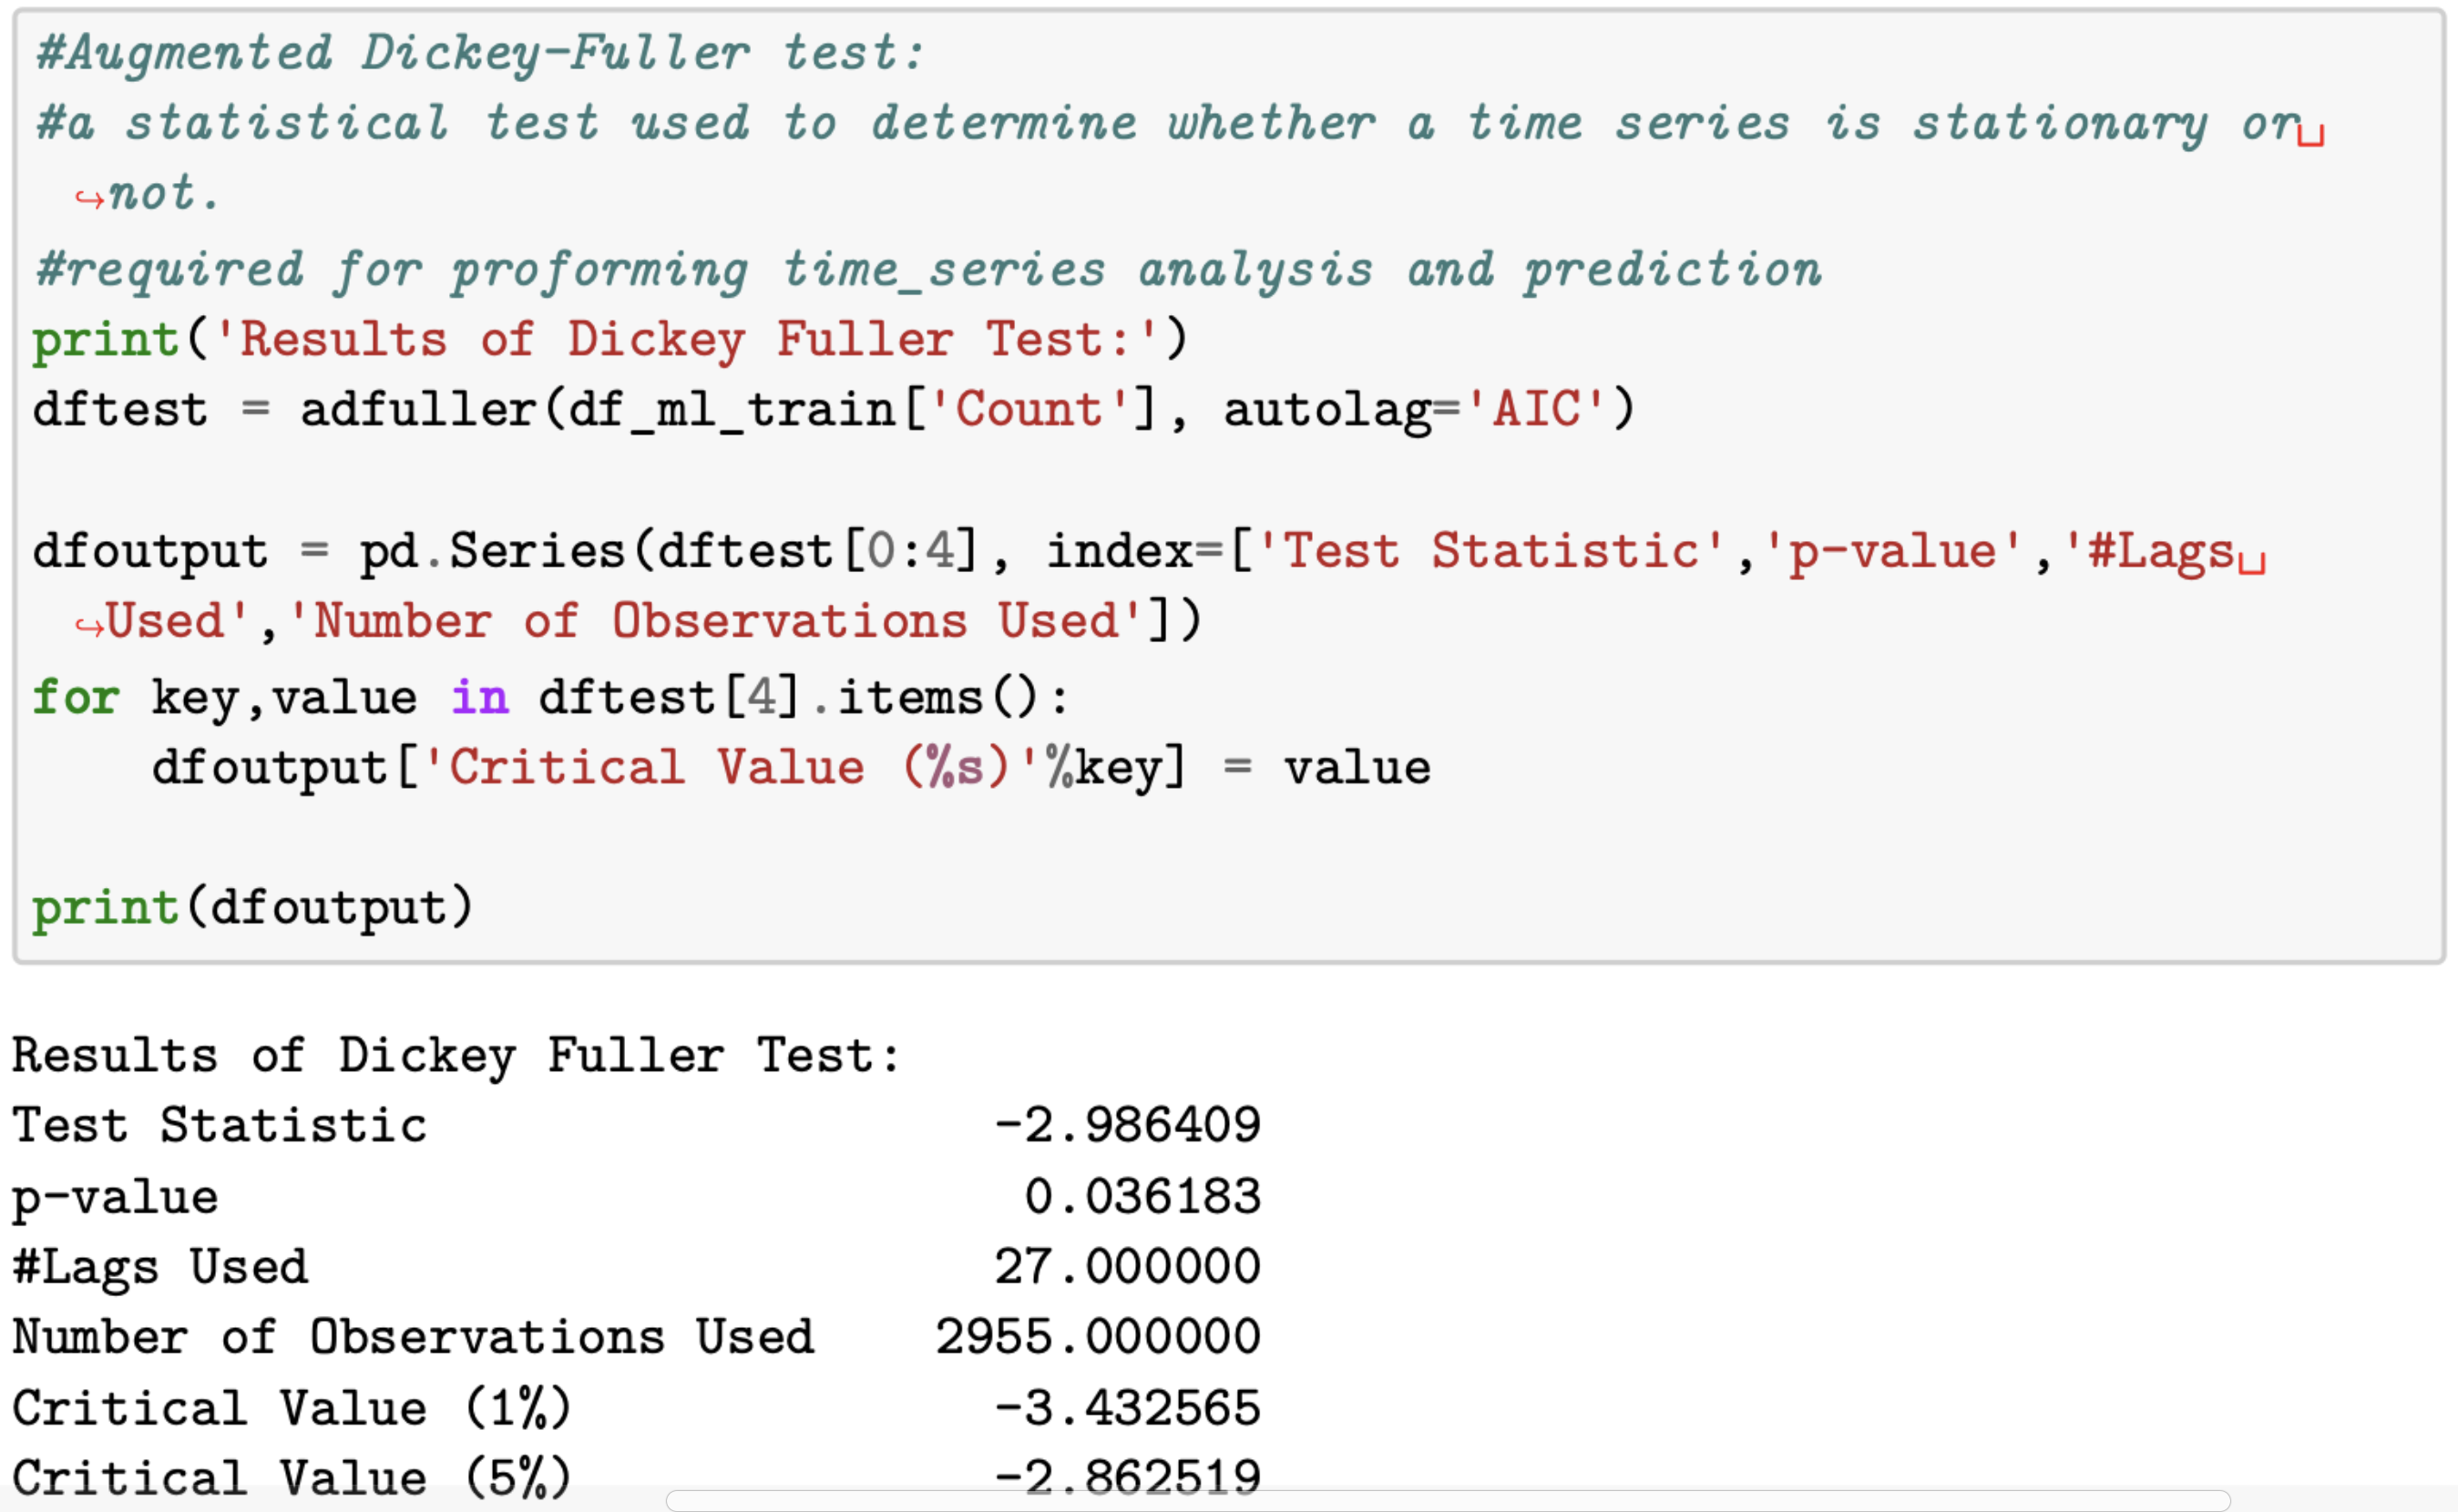 #Augmented Dickey-Fuller test:
#a statistical test used to determine whether a time series is stationary or␣
↪not.
#required for proforming time_series analysis and prediction
print('Results of Dickey Fuller Test:')
dftest = adfuller(df_ml_train['Count'], autolag='AIC')
dfoutput = pd.Series(dftest[0:4], index=['Test Statistic','p-value','#Lags␣
↪Used','Number of Observations Used'])
for key,value in dftest[4].items():
    dfoutput['Critical Value (%s)'%key] = value
print(dfoutput)
Results of Dickey Fuller Test:
Test Statistic -2.986409
p-value 0.036183
#Lags Used 27.000000
Number of Observations Used 2955.000000
Critical Value (1%) -3.432565
Critical Value (5%) -2.862519